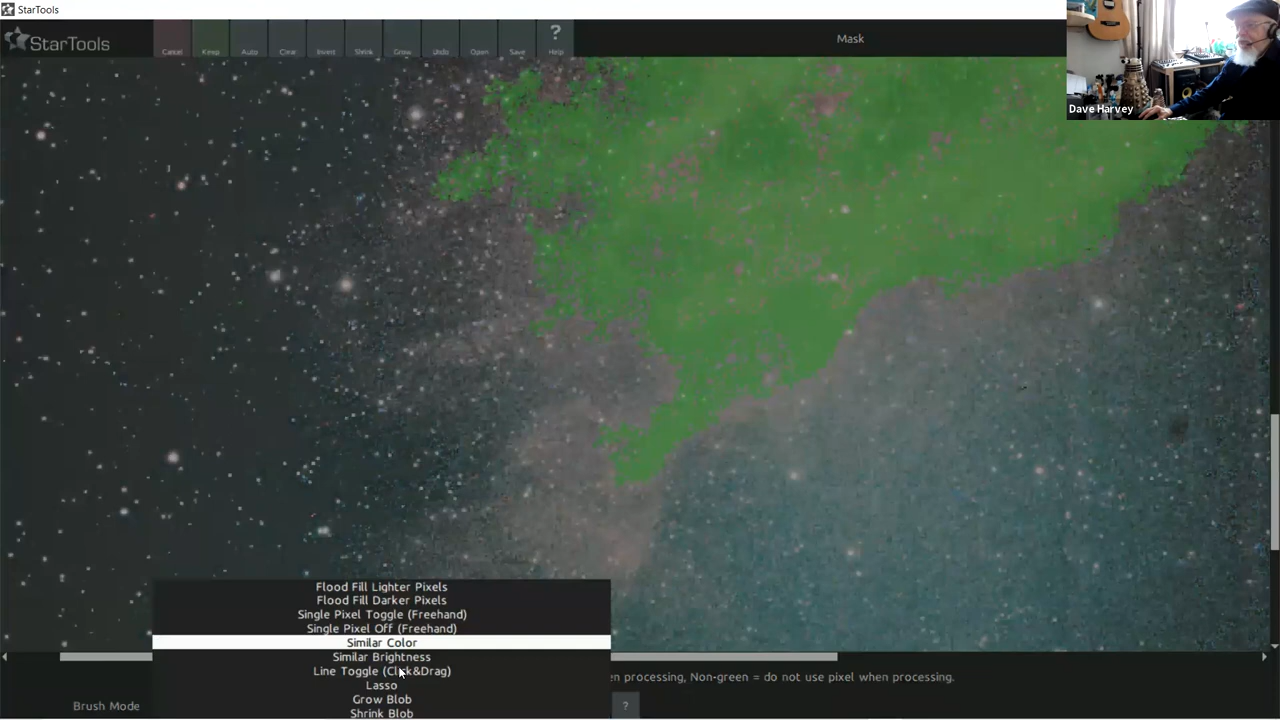 StarTools
StarTools
Cancel Keep Auto Clear Invert Shrink Grow Undo Open Save ? Help
Mask
Dave Harvey
Flood Fill Lighter Pixels
Flood Fill Darker Pixels
Single Pixel Toggle (Freehand)
Single Pixel Off (Freehand)
Similar Color
Similar Brightness
Line Toggle (Click&Drag)
Lasso
Grow Blob
Shrink Blob
en processing, Non-green = do not use pixel when processing.
Brush Mode
?